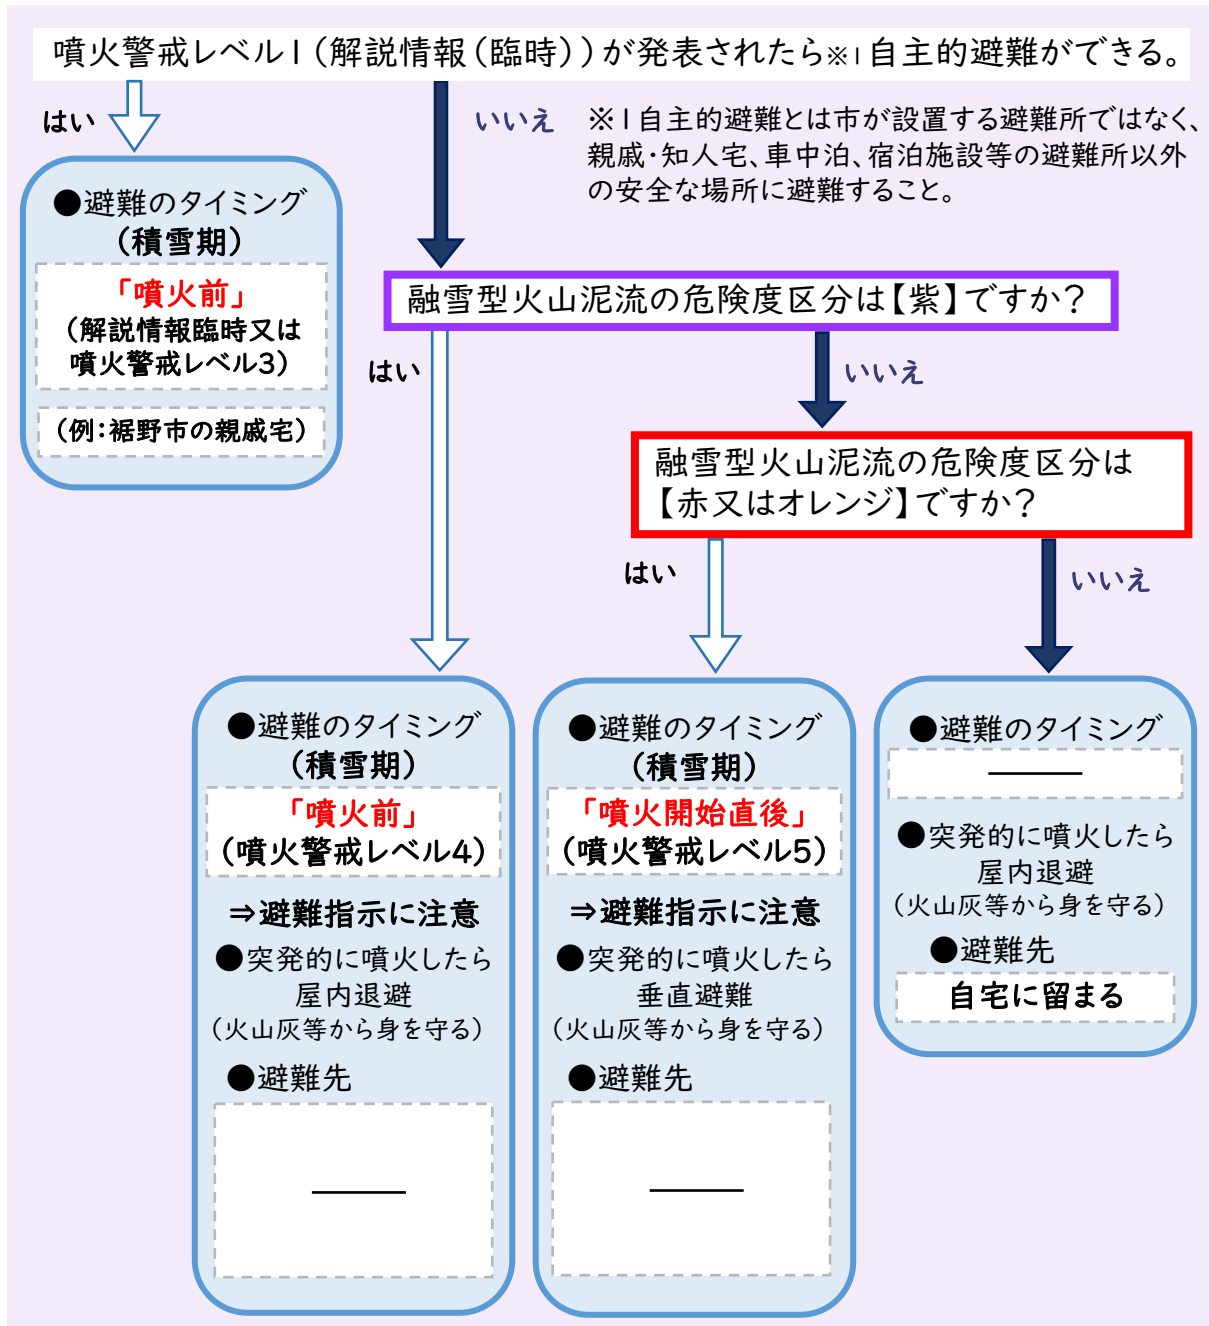 噴火警戒レベル1(解説情報(臨時))が発表されたら※1自主的避難ができる。
はい
いいえ
※1自主的避難とは市が設置する避難所ではなく、
親戚・知人宅、車中泊、宿泊施設等の避難所以外
の安全な場所に避難すること。
●避難のタイミング
(積雪期)
「噴火前」
(解説情報臨時又は
噴火警戒レベル3)
(例:裾野市の親戚宅)
融雪型火山泥流の危険度区分は【紫】ですか?
はい
いいえ
融雪型火山泥流の危険度区分は
【赤又はオレンジ】ですか?
はい
いいえ
●避難のタイミング
(積雪期)
「噴火前」
(噴火警戒レベル4)
⇒避難指示に注意
●突発的に噴火したら
屋内退避
(火山灰等から身を守る)
●避難先
―
●避難のタイミング
(積雪期)
「噴火開始直後」
(噴火警戒レベル5)
⇒避難指示に注意
●突発的に噴火したら
垂直避難
(火山灰等から身を守る)
●避難先
―
●避難のタイミング
―
●突発的に噴火したら
屋内退避
(火山灰等から身を守る)
●避難先
自宅に留まる